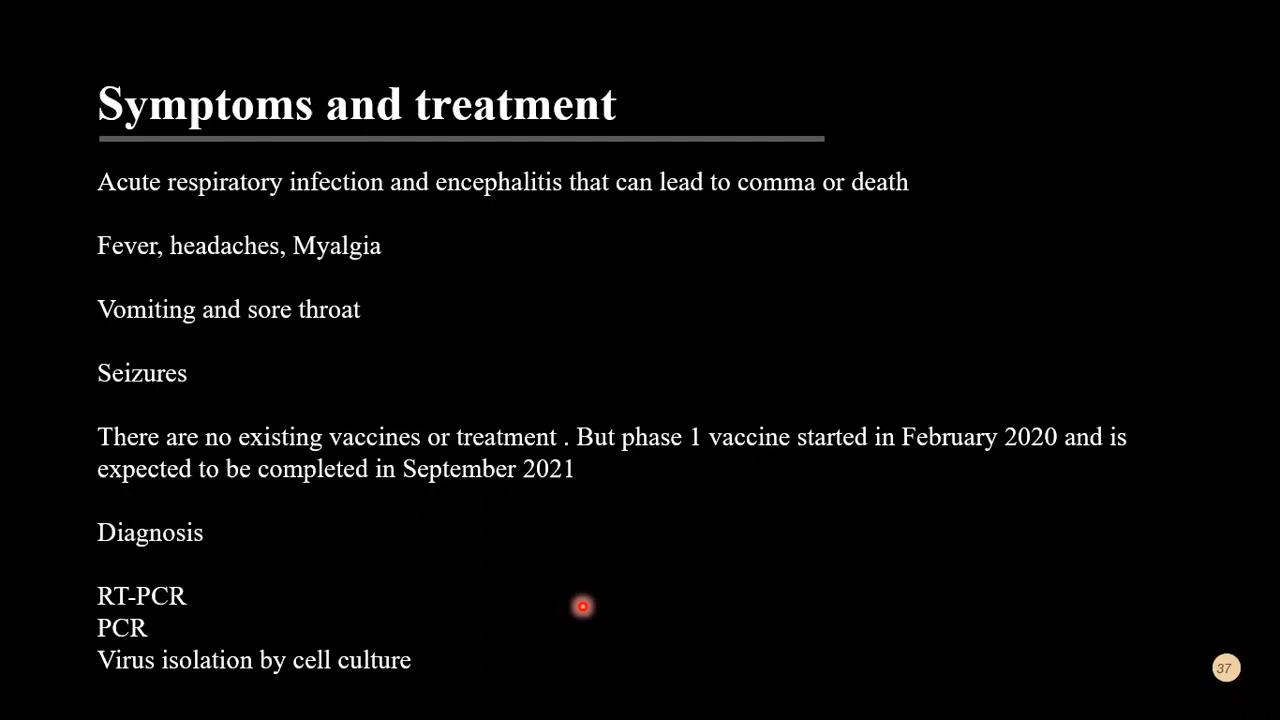 Symptoms and treatment
Acute respiratory infection and encephalitis that can lead to comma or death
Fever, headaches, Myalgia
Vomiting and sore throat
Seizures
There are no existing vaccines or treatment . But phase 1 vaccine started in February 2020 and is
expected to be completed in September 2021
Diagnosis
RT-PCR
PCR
Virus isolation by cell culture
37